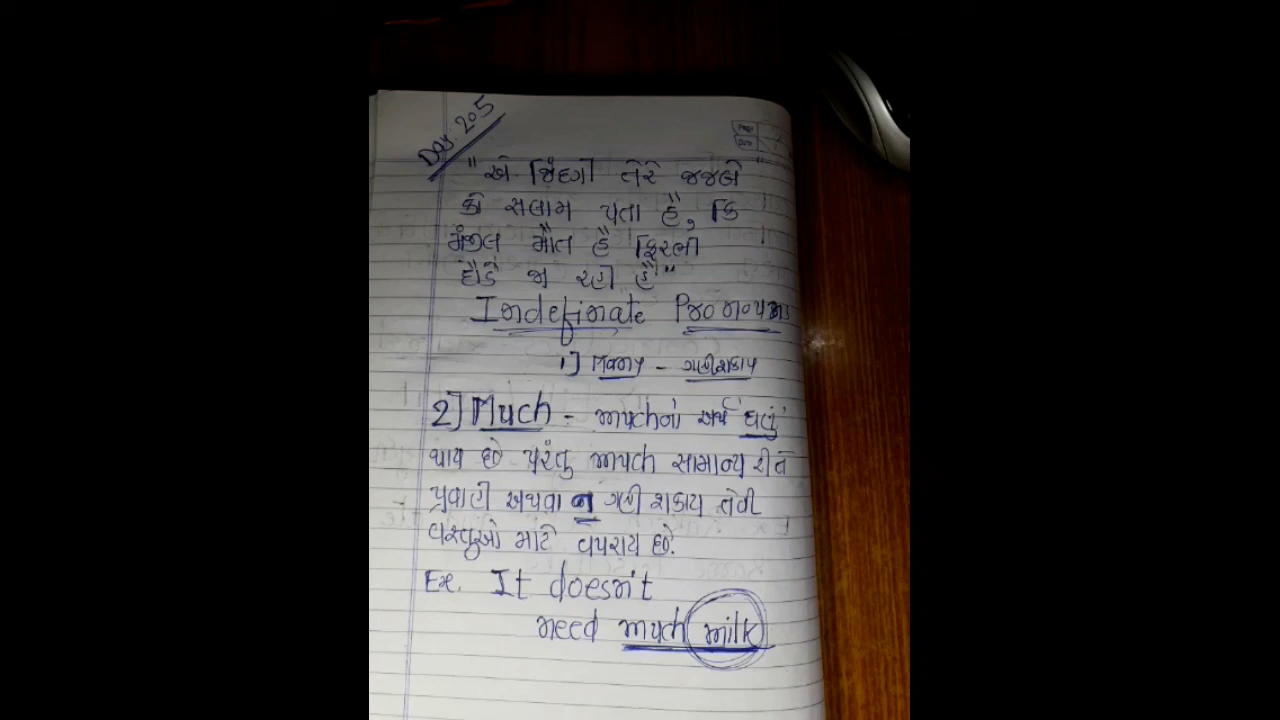 Day: 205
"એ જિંદગી તેરે જજબે
કો સલામ પતા હૈ, કિ
મંજીલ મૌત હૈ ફિરભી
દૌડે જા રહી હૈ"
Indefinate Pronouns
1] Many - ગણી શકાય
2] Much - muchનો અર્થ 'ઘણું'
થાય છે પરંતુ much સામાન્ય રીતે
પ્રવાહી અથવા ન ગણી શકાય તેવી
વસ્તુઓ માટે વપરાય છે.
Ex. It doesn't
need much milk